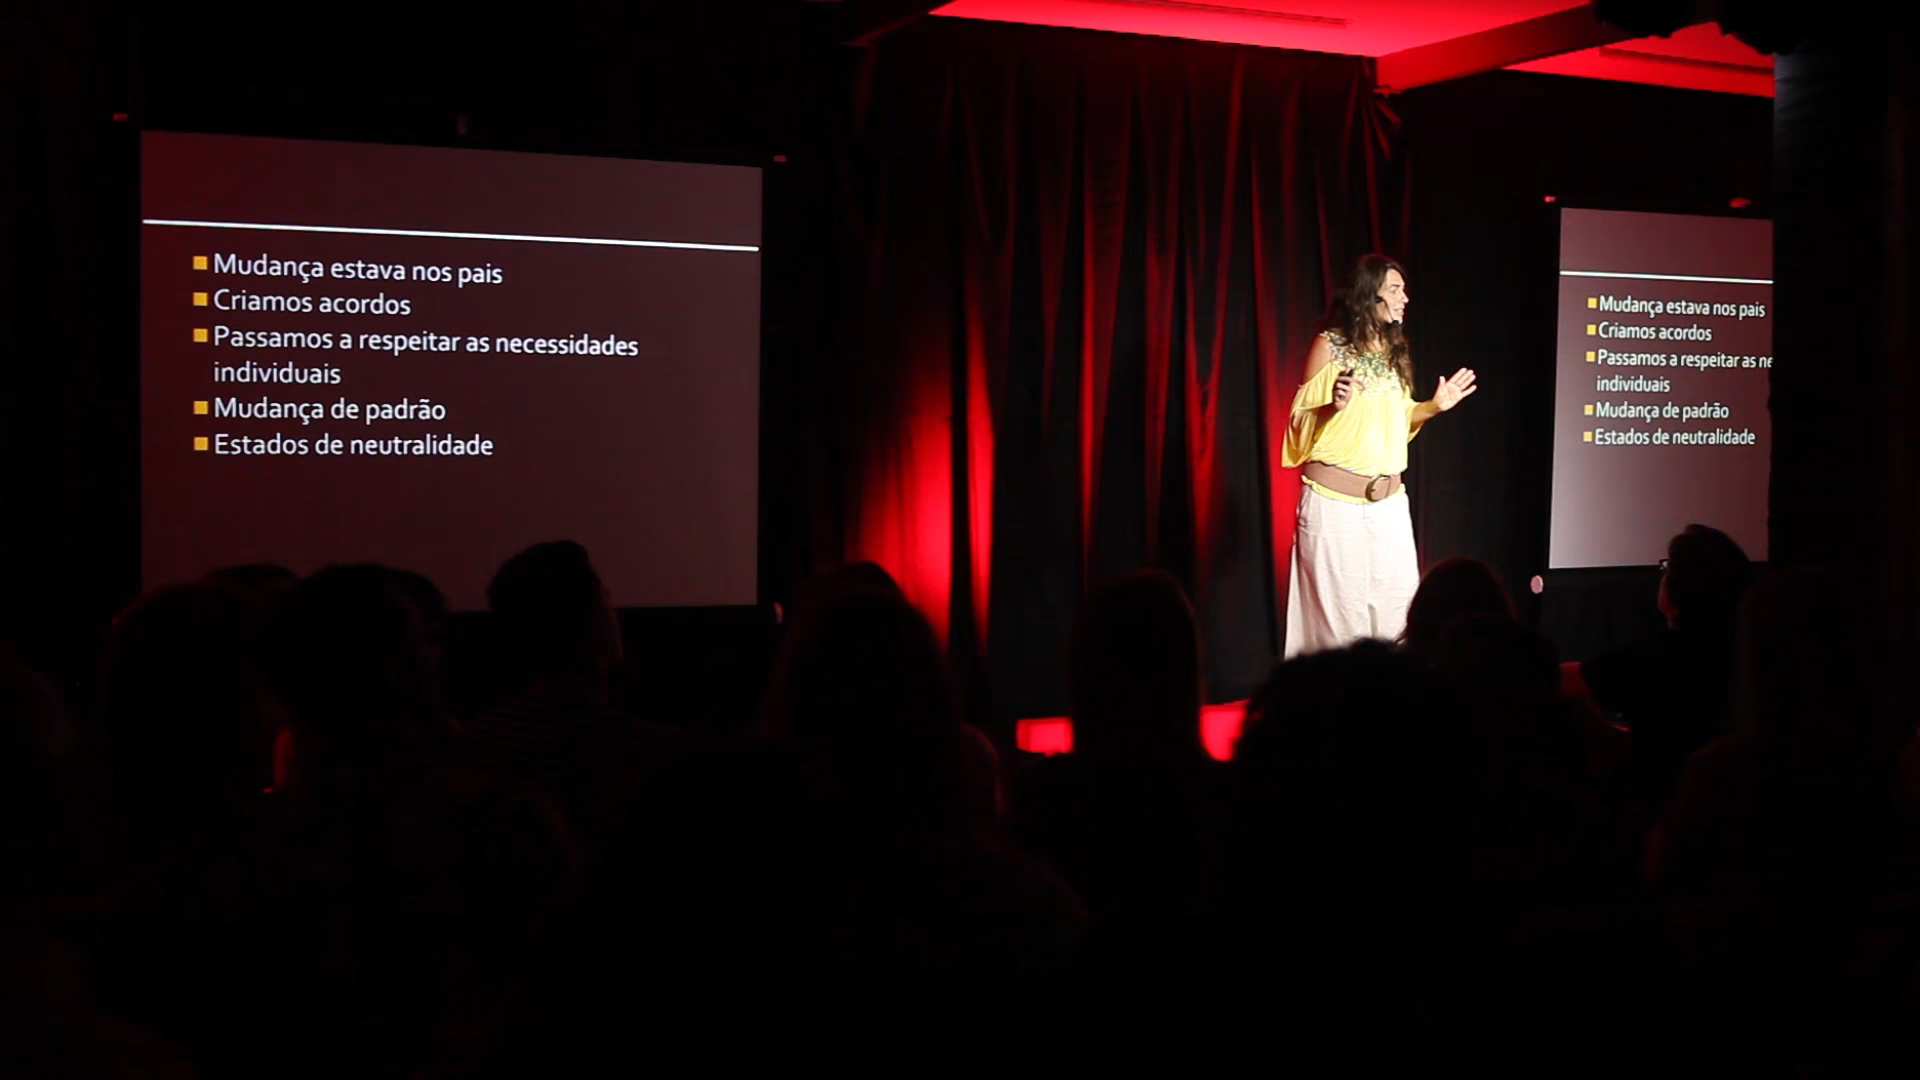 Mudança estava nos pais
Criamos acordos
Passamos a respeitar as necessidades
individuais
Mudança de padrão
Estados de neutralidade
Mudança estava nos pais
Criamos acordos
Passamos a respeitar as
individuais
Mudança de padrão
Estados de neutralidade